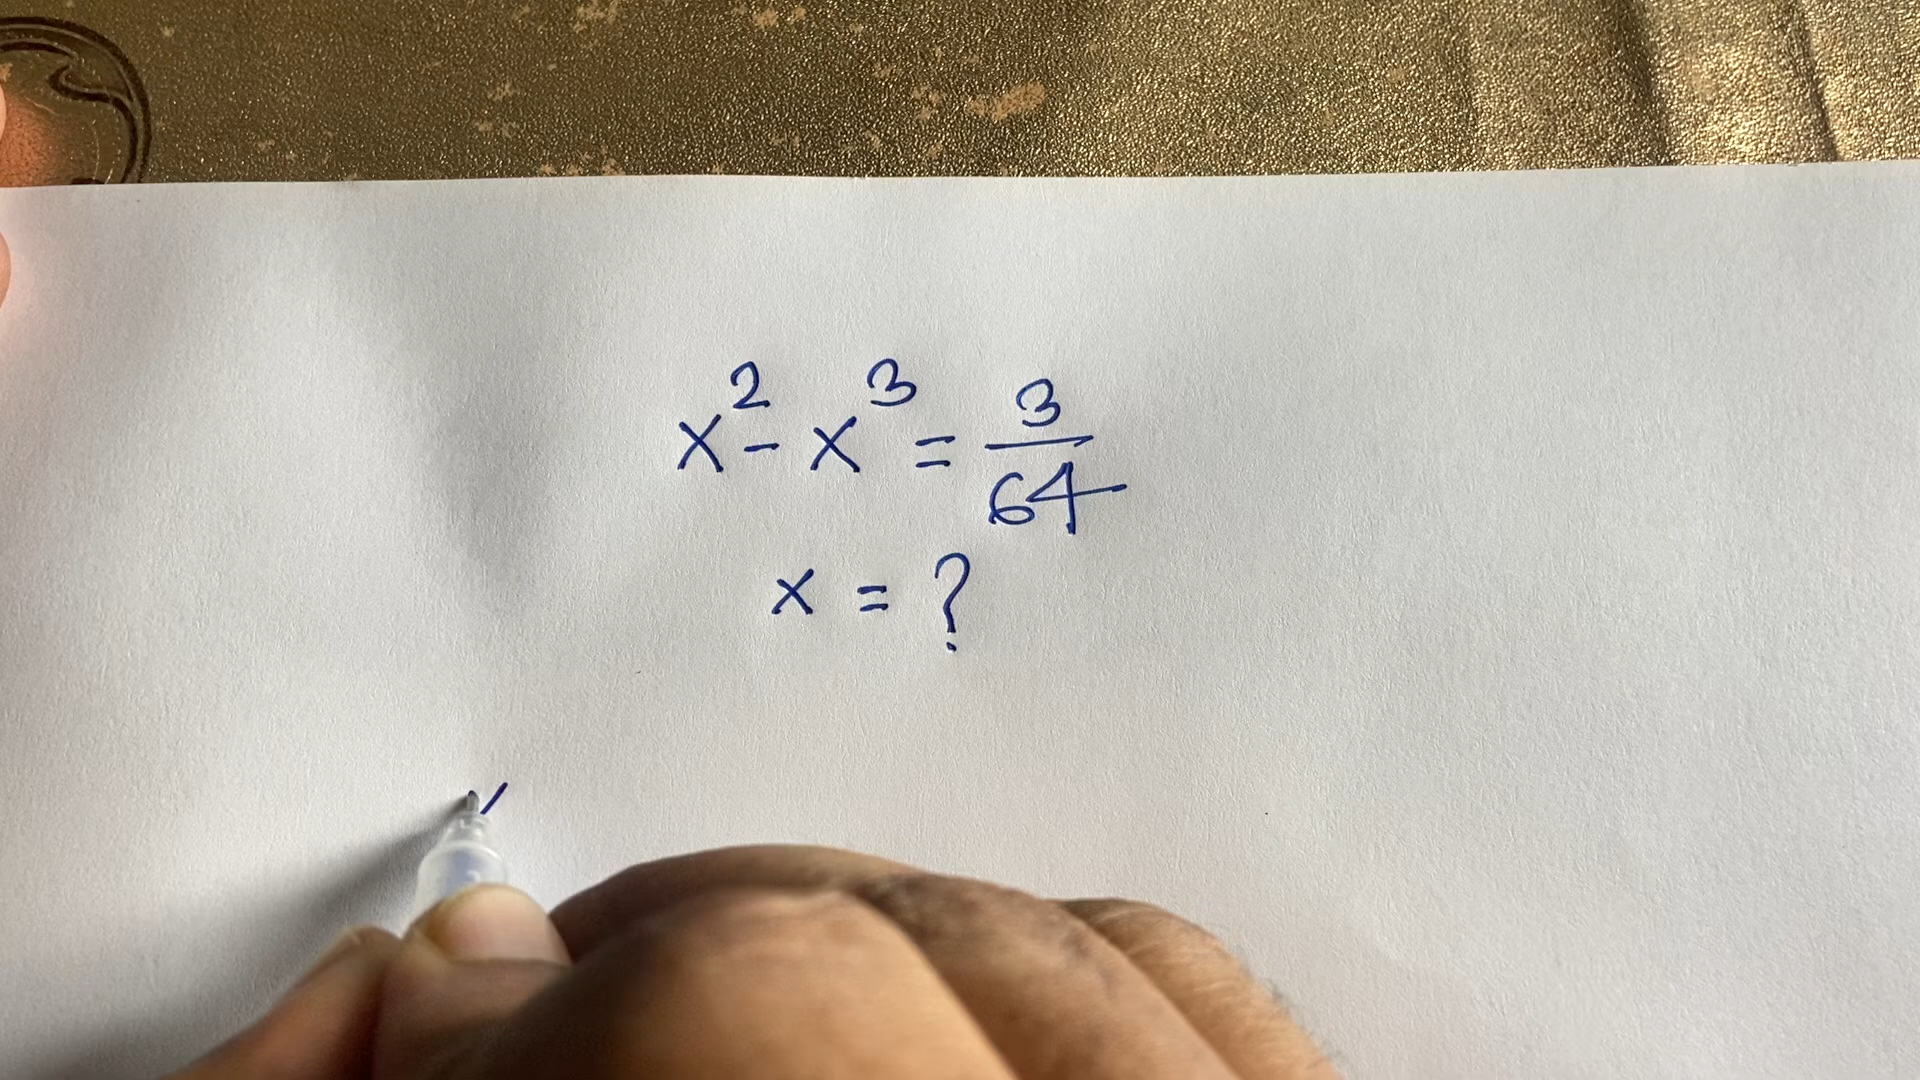 x² - x³ = 3/64
x = ?